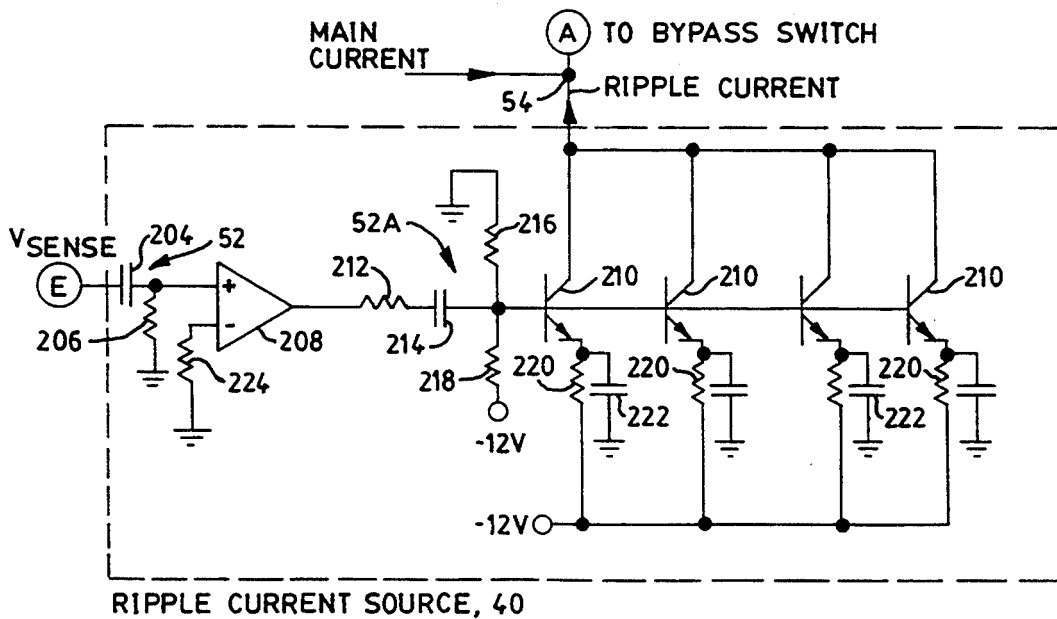 MAIN
CURRENT
A TO BYPASS SWITCH
54
RIPPLE CURRENT
VSENSE
E
204
52
206
+
-
208
224
212
52A
214
216
218
-12V
210
210
210
220
222
220
222
220
-12V
RIPPLE CURRENT SOURCE, 40